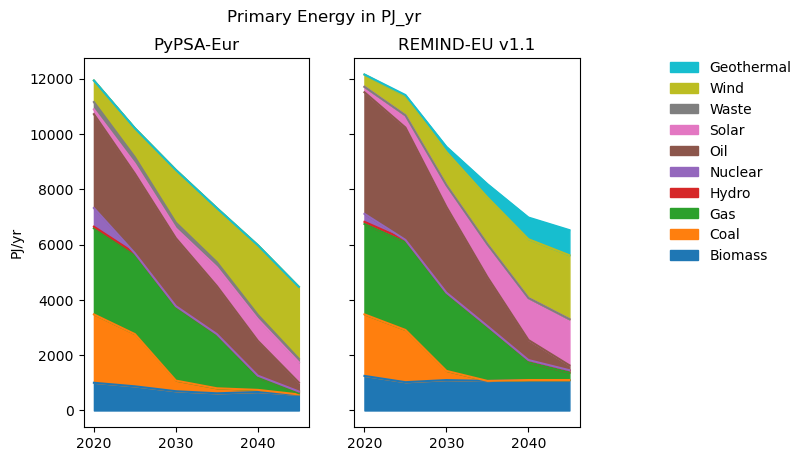 Primary Energy in PJ_yr
PyPSA-Eur
REMIND-EU v1.1
PJ/yr
12000
10000
8000
6000
4000
2000
0
2020
2030
2040
2020
2030
2040
Geothermal
Wind
Waste
Solar
Oil
Nuclear
Hydro
Gas
Coal
Biomass